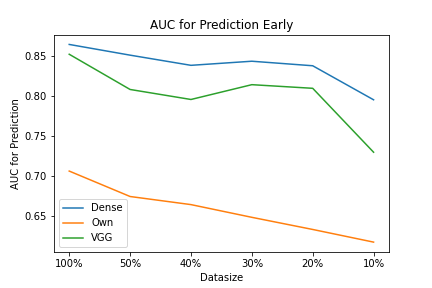 AUC for Prediction Early
AUC for Prediction
0.85
0.80
0.75
0.70
0.65
Dense
Own
VGG
100% 50% 40% 30% 20% 10%
Datasize